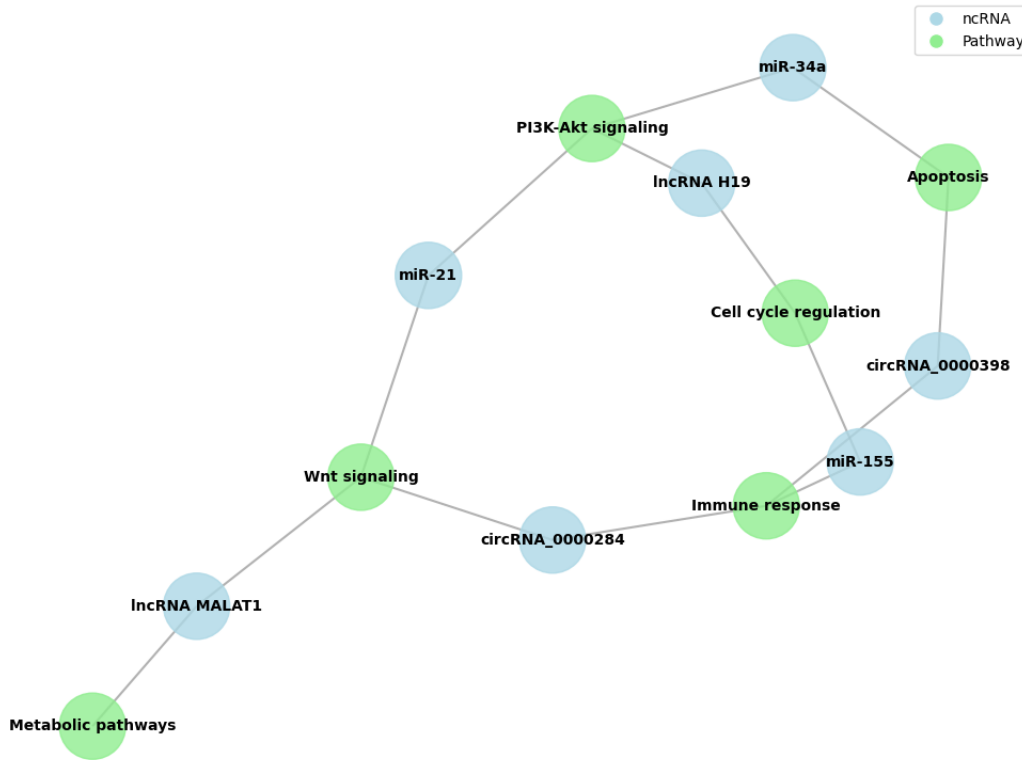 ncRNA
Pathway
miR-34a
PI3K-Akt signaling
Apoptosis
lncRNA H19
miR-21
Cell cycle regulation
circRNA_0000398
miR-155
Wnt signaling
Immune response
circRNA_0000284
lncRNA MALAT1
Metabolic pathways